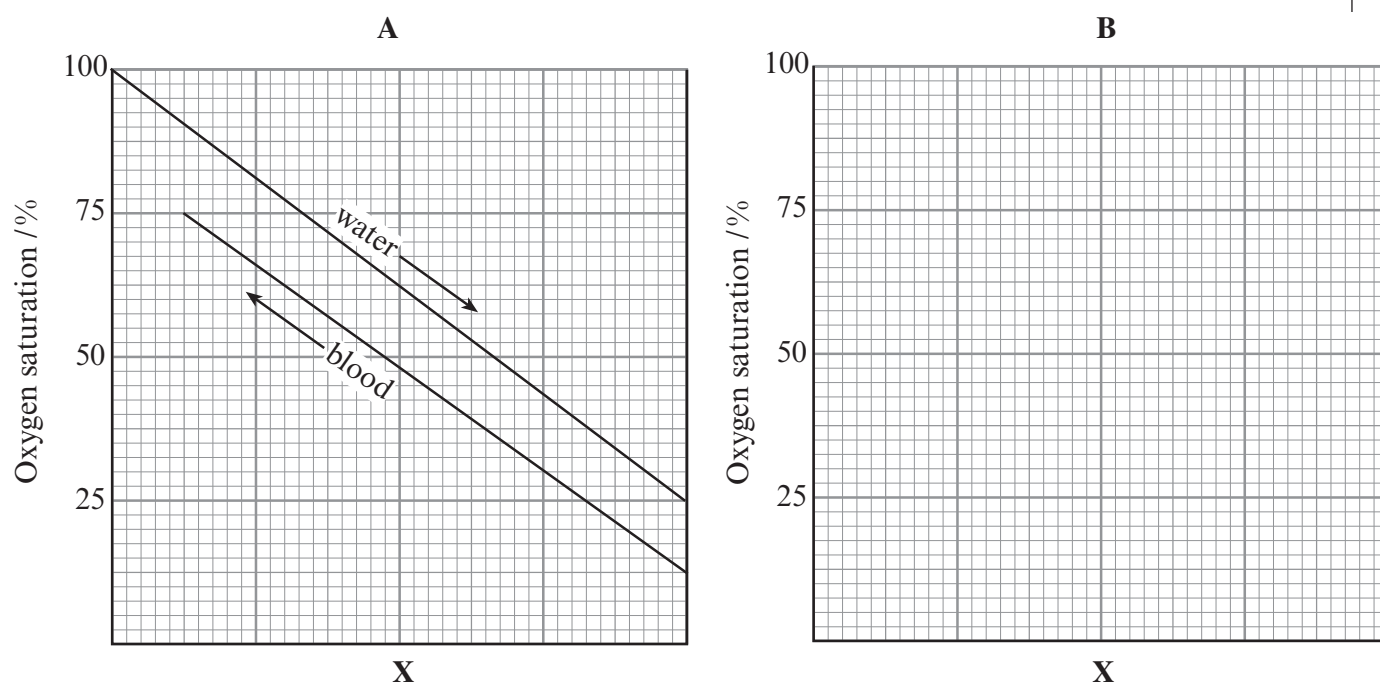 A
100
75
50
25
Oxygen saturation /%
water
blood
X
B
100
75
50
25
Oxygen saturation /%
X